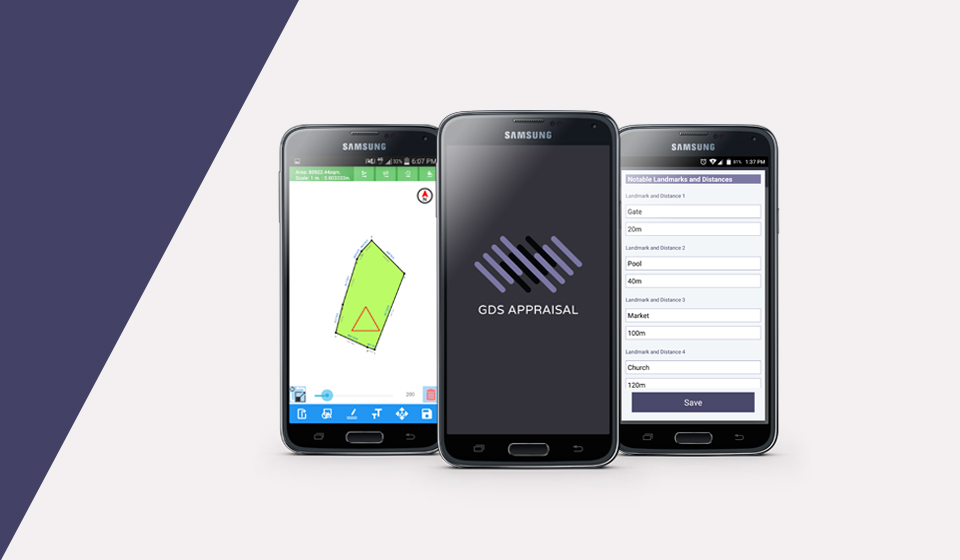 SAMSUNG
6:07 PM
SAMSUNG
GDS APPRAISAL
SAMSUNG
81% 1:37 PM
Notable Landmarks and Distances
Landmark and Distance 1
Gate
20m
Landmark and Distance 2
Pool
40m
Landmark and Distance 3
Market
100m
Landmark and Distance 4
Church
120m
Save